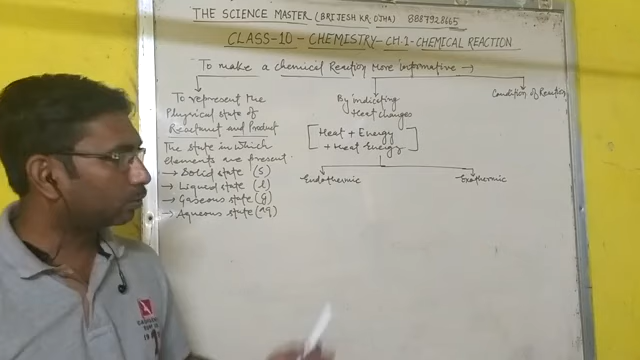 THE SCIENCE MASTER (BRIJESH KR. OJHA) 8887928665
CLASS-10 - CHEMISTRY - CH-1 - CHEMICAL REACTION
To make a chemical Reaction More informative →
To represent the
Physical state of
Reactant and Product
The state in which
elements are present.
→ Solid state (s)
→ Liquid state (l)
→ Gaseous state (g)
→ Aqueous state (aq)
By indicating
Heat changes
[Heat + Energy
+ Heat Energy]
Endothermic
Exothermic
Condition of Reaction